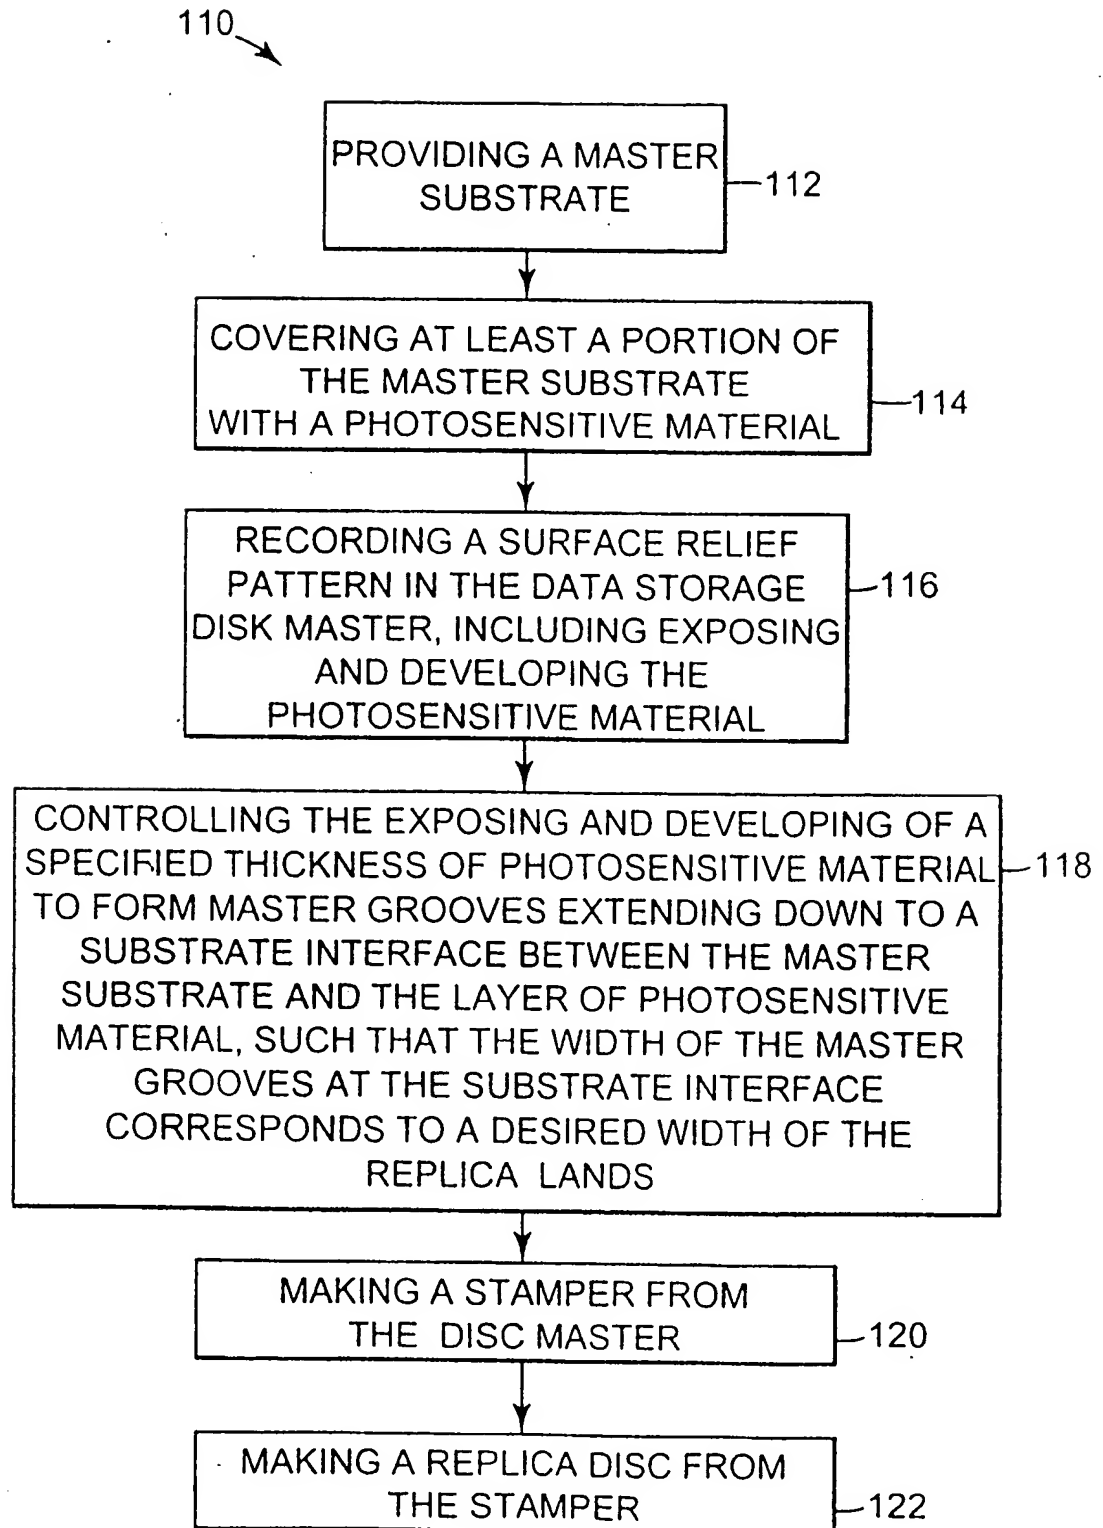 110
PROVIDING A MASTER
SUBSTRATE
112
COVERING AT LEAST A PORTION OF
THE MASTER SUBSTRATE
WITH A PHOTOSENSITIVE MATERIAL
114
RECORDING A SURFACE RELIEF
PATTERN IN THE DATA STORAGE
DISK MASTER, INCLUDING EXPOSING
AND DEVELOPING THE
PHOTOSENSITIVE MATERIAL
116
CONTROLLING THE EXPOSING AND DEVELOPING OF A
SPECIFIED THICKNESS OF PHOTOSENSITIVE MATERIAL
TO FORM MASTER GROOVES EXTENDING DOWN TO A
SUBSTRATE INTERFACE BETWEEN THE MASTER
SUBSTRATE AND THE LAYER OF PHOTOSENSITIVE
MATERIAL, SUCH THAT THE WIDTH OF THE MASTER
GROOVES AT THE SUBSTRATE INTERFACE
CORRESPONDS TO A DESIRED WIDTH OF THE
REPLICA LANDS
118
MAKING A STAMPER FROM
THE DISC MASTER
120
MAKING A REPLICA DISC FROM
THE STAMPER
122